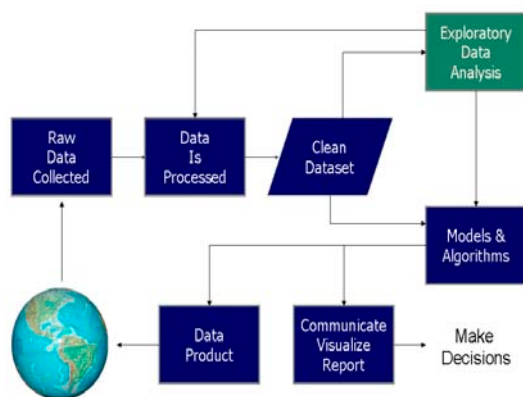 Exploratory
Data
Analysis
Raw
Data
Collected
Data
Is
Processed
Clean
Dataset
Models &
Algorithms
Data
Product
Communicate
Visualize
Report
Make
Decisions